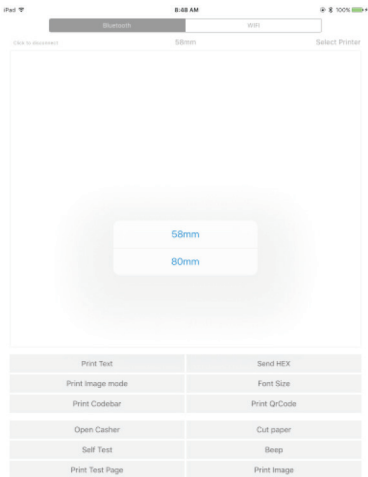 iPad 8:48 AM 100%
Bluetooth WIFI
Click to disconnect 58mm Select Printer
58mm
80mm
Print Text Send HEX
Print Image mode Font Size
Print Codebar Print QrCode
Open Casher Cut paper
Self Test Beep
Print Test Page Print Image